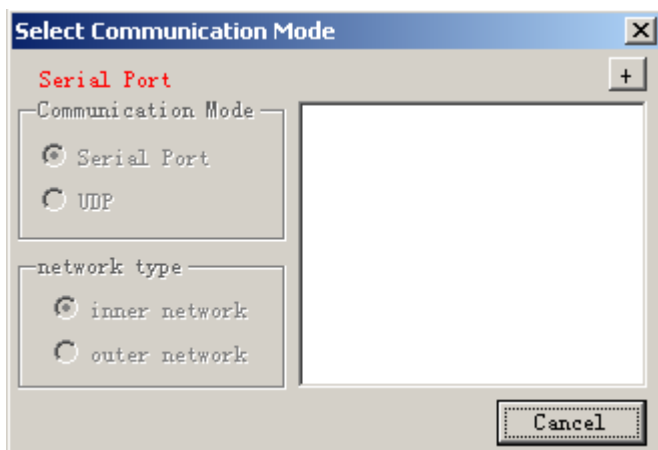 Select Communication Mode
Serial Port
+
Communication Mode
Serial Port
UDP
network type
inner network
outer network
Cancel